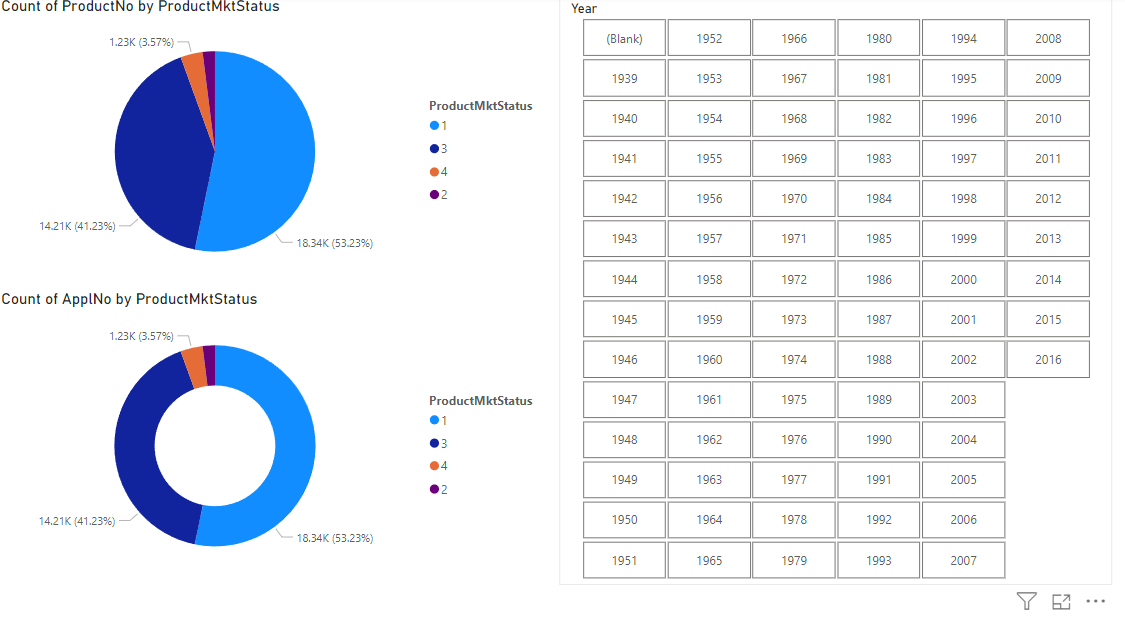 Count of ProductNo by ProductMktStatus
1.23K (3.57%)
14.21K (41.23%)
18.34K (53.23%)
ProductMktStatus
1
3
4
2
Count of ApplNo by ProductMktStatus
1.23K (3.57%)
14.21K (41.23%)
18.34K (53.23%)
ProductMktStatus
1
3
4
2
Year
(Blank) 1952 1966 1980 1994 2008
1939 1953 1967 1981 1995 2009
1940 1954 1968 1982 1996 2010
1941 1955 1969 1983 1997 2011
1942 1956 1970 1984 1998 2012
1943 1957 1971 1985 1999 2013
1944 1958 1972 1986 2000 2014
1945 1959 1973 1987 2001 2015
1946 1960 1974 1988 2002 2016
1947 1961 1975 1989 2003
1948 1962 1976 1990 2004
1949 1963 1977 1991 2005
1950 1964 1978 1992 2006
1951 1965 1979 1993 2007